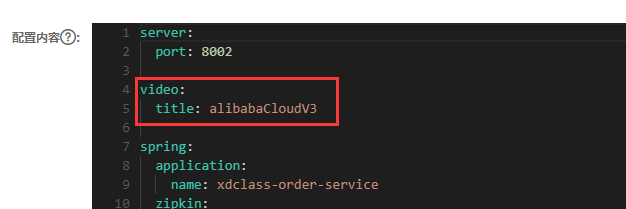 配置内容?:
1 server:
2 port: 8002
3
4 video:
5 title: alibabaCloudV3
6
7 spring:
8 application:
9 name: xdclass-order-service
10 zipkin: